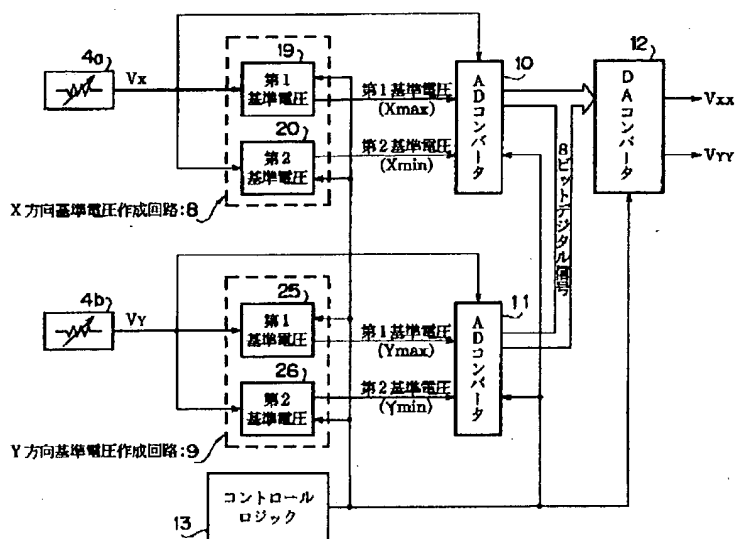 4a
Vx
19
第1
基準電圧
20
第2
基準電圧
第1基準電圧
(Xmax)
第2基準電圧
(Xmin)
10
ADコンバータ
12
DAコンバータ
Vxx
VYY
8ビットデジタル信号
X方向基準電圧作成回路:8
4b
VY
25
第1
基準電圧
26
第2
基準電圧
第1基準電圧
(Ymax)
第2基準電圧
(Ymin)
11
ADコンバータ
Y方向基準電圧作成回路:9
コントロール
ロジック
13